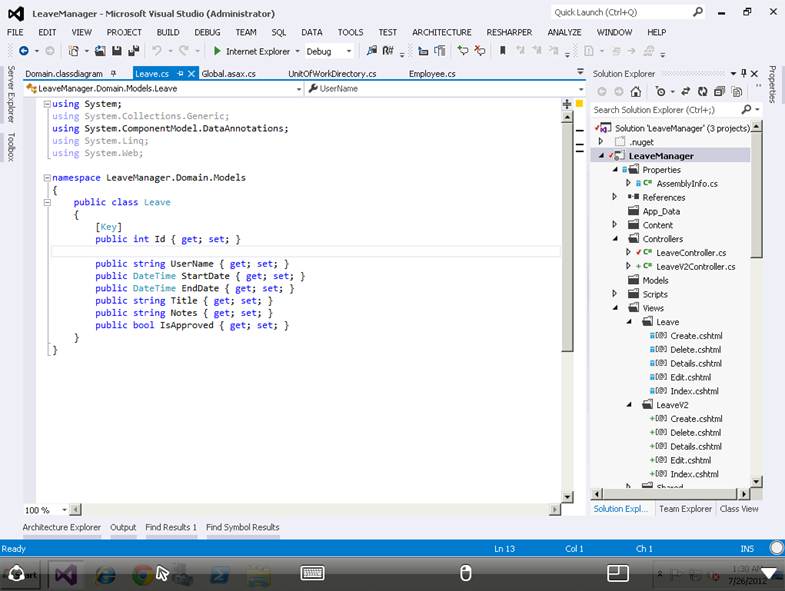 LeaveManager - Microsoft Visual Studio (Administrator)
Quick Launch (Ctrl+Q)
FILE EDIT VIEW PROJECT BUILD DEBUG TEAM SQL DATA TOOLS TEST ARCHITECTURE RESHARPER ANALYZE WINDOW HELP
Internet Explorer Debug R#
Server Explorer
Toolbox
Domain.classdiagram Leave.cs Global.asax.cs UnitOfWorkDirectory.cs Employee.cs
LeaveManager.Domain.Models.Leave UserName
using System;
using System.Collections.Generic;
using System.ComponentModel.DataAnnotations;
using System.Linq;
using System.Web;
namespace LeaveManager.Domain.Models
{
public class Leave
{
[Key]
public int Id { get; set; }
public string UserName { get; set; }
public DateTime StartDate { get; set; }
public DateTime EndDate { get; set; }
public string Title { get; set; }
public string Notes { get; set; }
public bool IsApproved { get; set; }
}
}
100 %
Solution Explorer
Search Solution Explorer (Ctrl+;)
Solution 'LeaveManager' (3 projects)
.nuget
LeaveManager
Properties
C# AssemblyInfo.cs
References
App_Data
Content
Controllers
C# LeaveController.cs
C# LeaveV2Controller.cs
Models
Scripts
Views
Leave
Create.cshtml
Delete.cshtml
Details.cshtml
Edit.cshtml
Index.cshtml
LeaveV2
Create.cshtml
Delete.cshtml
Details.cshtml
Edit.cshtml
Index.cshtml
Shared
Solution Expl... Team Explorer Class View
Properties
Architecture Explorer Output Find Results 1 Find Symbol Results
Ready Ln 13 Col 1 Ch 1 INS
1:30 AM
7/26/2012